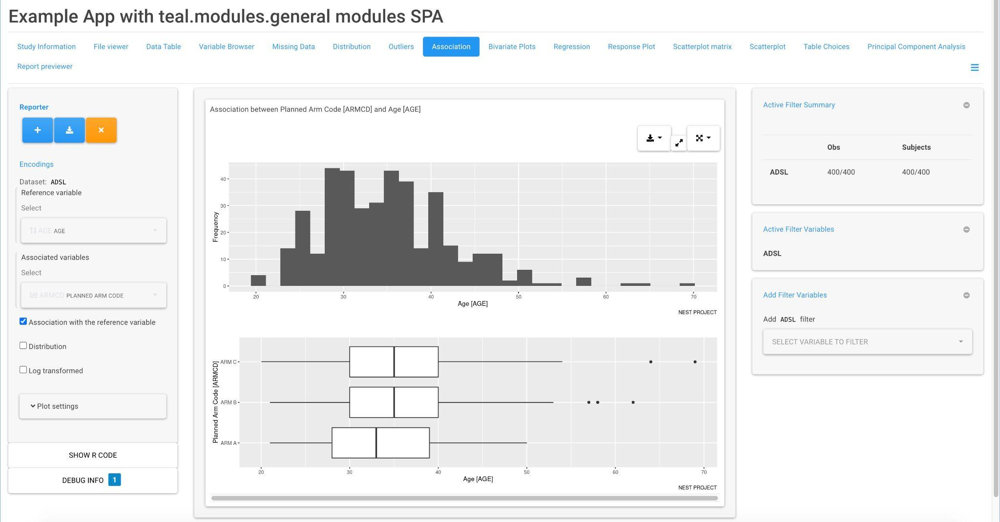 Example App with teal.modules.general modules SPA
Study Information File viewer Data Table Variable Browser Missing Data Distribution Outliers Association Bivariate Plots Regression Response Plot Scatterplot matrix Scatterplot Table Choices Principal Component Analysis
Report previewer
Reporter
Encodings
Dataset: ADSL
Reference variable
Select
AGE AGE
Associated variables
Select
ARMCD PLANNED ARM CODE
Association with the reference variable
Distribution
Log transformed
Plot settings
SHOW R CODE
DEBUG INFO 1
Association between Planned Arm Code [ARMCD] and Age [AGE]
Frequency
40
30
20
10
0
20 30 40 50 60 70
Age [AGE]
NEST PROJECT
Planned Arm Code [ARMCD]
ARM C
ARM B
ARM A
20 30 40 50 60 70
Age [AGE]
NEST PROJECT
Active Filter Summary
Obs Subjects
ADSL 400/400 400/400
Active Filter Variables
ADSL
Add Filter Variables
Add ADSL filter
SELECT VARIABLE TO FILTER